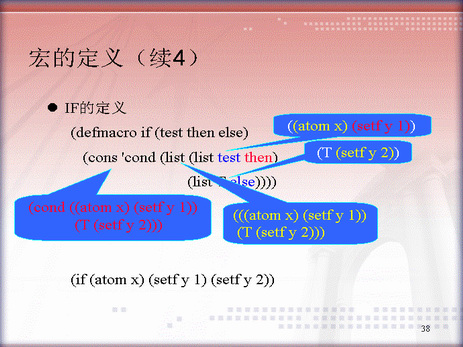 宏的定义（续4）
IF的定义
(defmacro if (test then else)
((atom x) (setf y 1))
(cons 'cond (list (list test then)
(T (setf y 2))
(list 'T else))))
(cond ((atom x) (setf y 1))
(T (setf y 2)))
(((atom x) (setf y 1))
(T (setf y 2)))
(if (atom x) (setf y 1) (setf y 2))
38